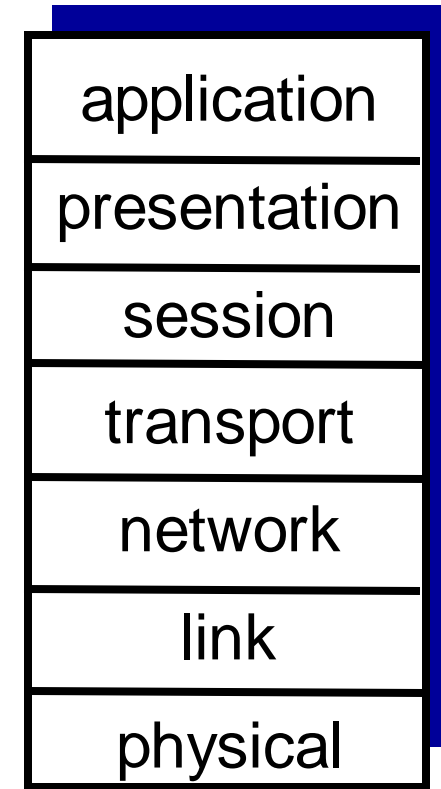 application
presentation
session
transport
network
link
physical